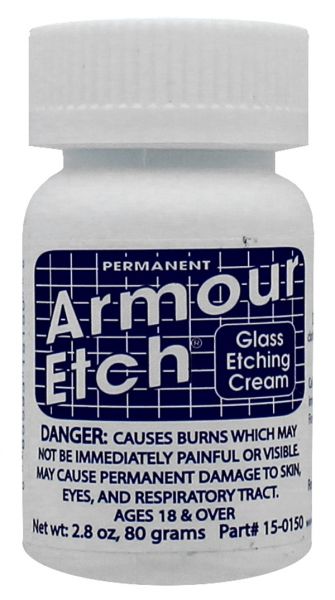 PERMANENT
Armour
Etch®
Glass
Etching
Cream
DANGER: CAUSES BURNS WHICH MAY
NOT BE IMMEDIATELY PAINFUL OR VISIBLE.
MAY CAUSE PERMANENT DAMAGE TO SKIN,
EYES, AND RESPIRATORY TRACT.
AGES 18 & OVER
Net wt: 2.8 oz, 80 grams Part# 15-0150